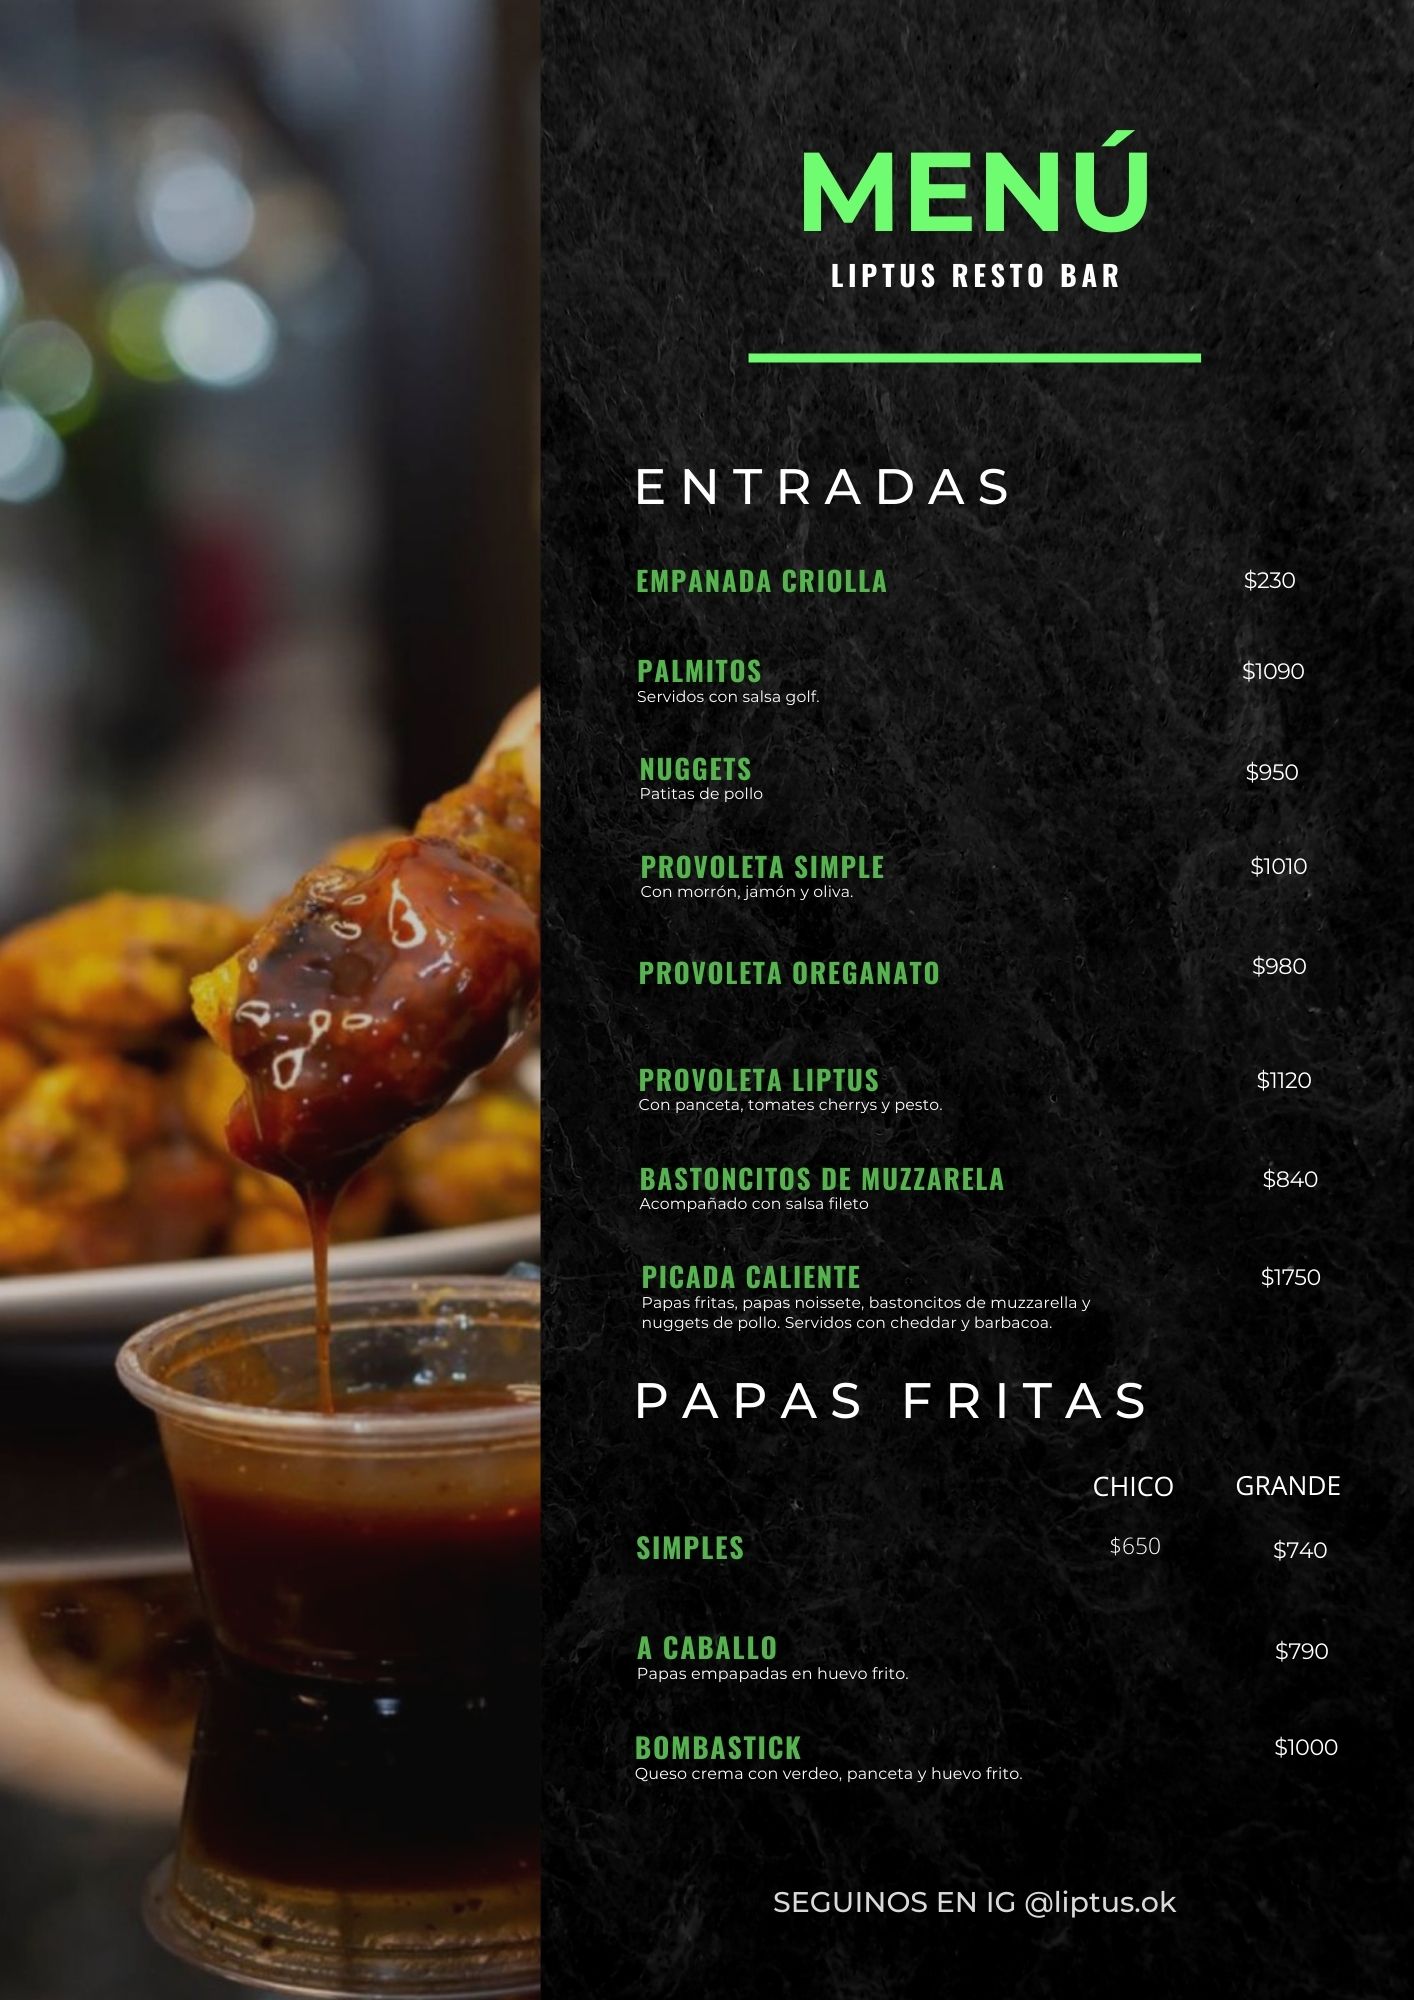 MENÚ
LIPTUS RESTO BAR
ENTRADAS
EMPANADA CRIOLLA $230
PALMITOS $1090
Servidos con salsa golf.
NUGGETS $950
Patitas de pollo
PROVOLETA SIMPLE $1010
Con morrón, jamón y oliva.
PROVOLETA OREGANATO $980
PROVOLETA LIPTUS $1120
Con panceta, tomates cherrys y pesto.
BASTONCITOS DE MUZZARELA $840
Acompañado con salsa fileto
PICADA CALIENTE $1750
Papas fritas, papas noissete, bastoncitos de muzzarella y
nuggets de pollo. Servidos con cheddar y barbacoa.
PAPAS FRITAS
CHICO GRANDE
SIMPLES $650 $740
A CABALLO $790
Papas empapadas en huevo frito.
BOMBASTICK $1000
Queso crema con verdeo, panceta y huevo frito.
SEGUINOS EN IG @liptus.ok